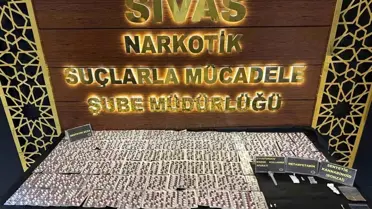 SİVAS
NARKOTİK
SUÇLARLA MÜCADELE
ŞUBE MÜDÜRLÜĞÜ